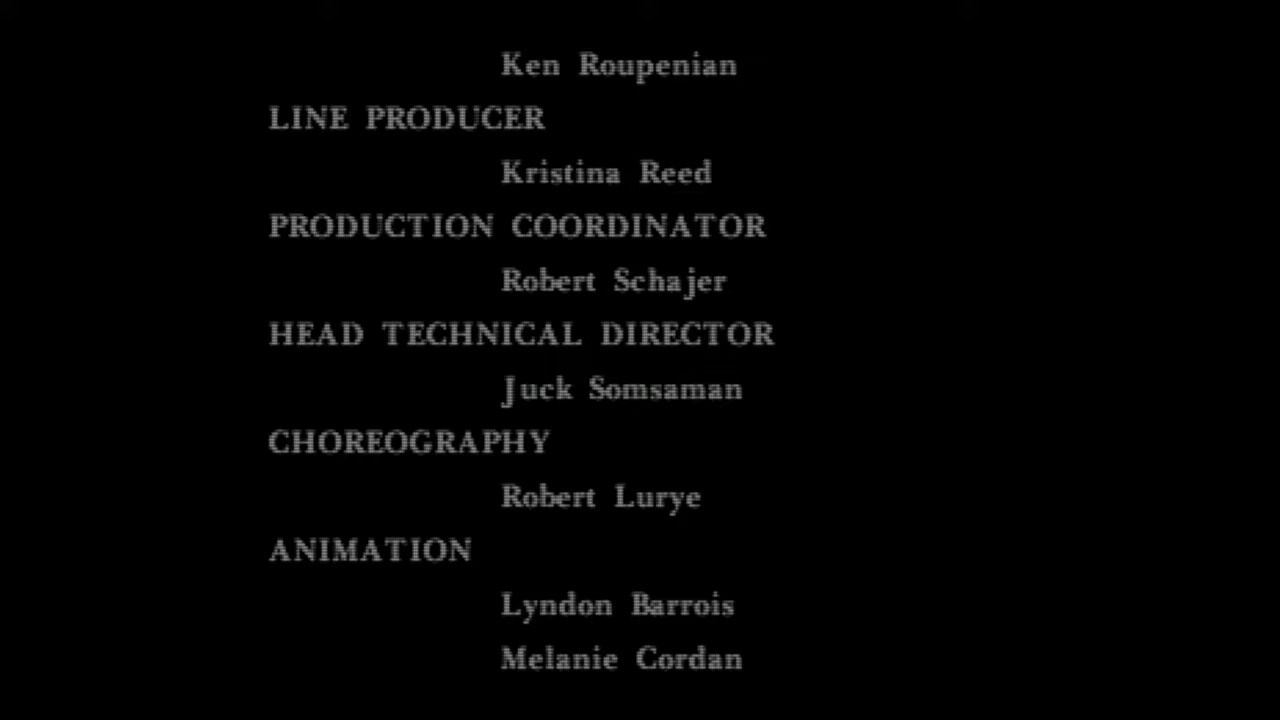 Ken Roupenian
LINE PRODUCER
Kristina Reed
PRODUCTION COORDINATOR
Robert Schajer
HEAD TECHNICAL DIRECTOR
Juck Somsaman
CHOREOGRAPHY
Robert Lurye
ANIMATION
Lyndon Barrois
Melanie Cordan